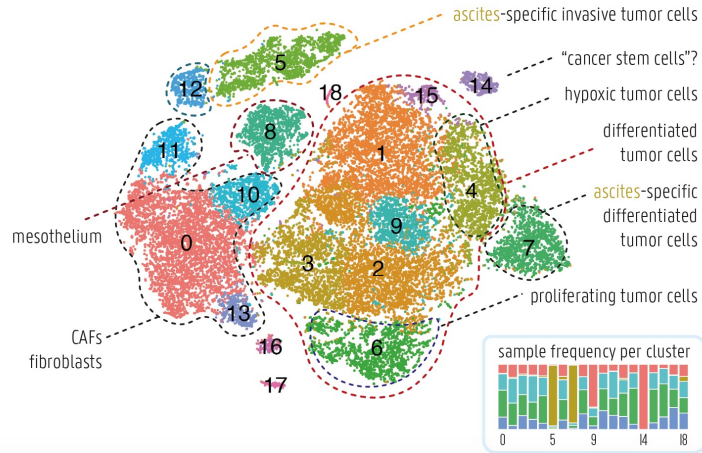 ascites-specific invasive tumor cells
5
"cancer stem cells"?
12
18
15
14
hypoxic tumor cells
8
11
1
differentiated
tumor cells
4
10
ascites-specific
differentiated
tumor cells
mesothelium
0
9
7
3
2
13
proliferating tumor cells
CAFs
fibroblasts
16
6
17
sample frequency per cluster
0 5 9 14 18